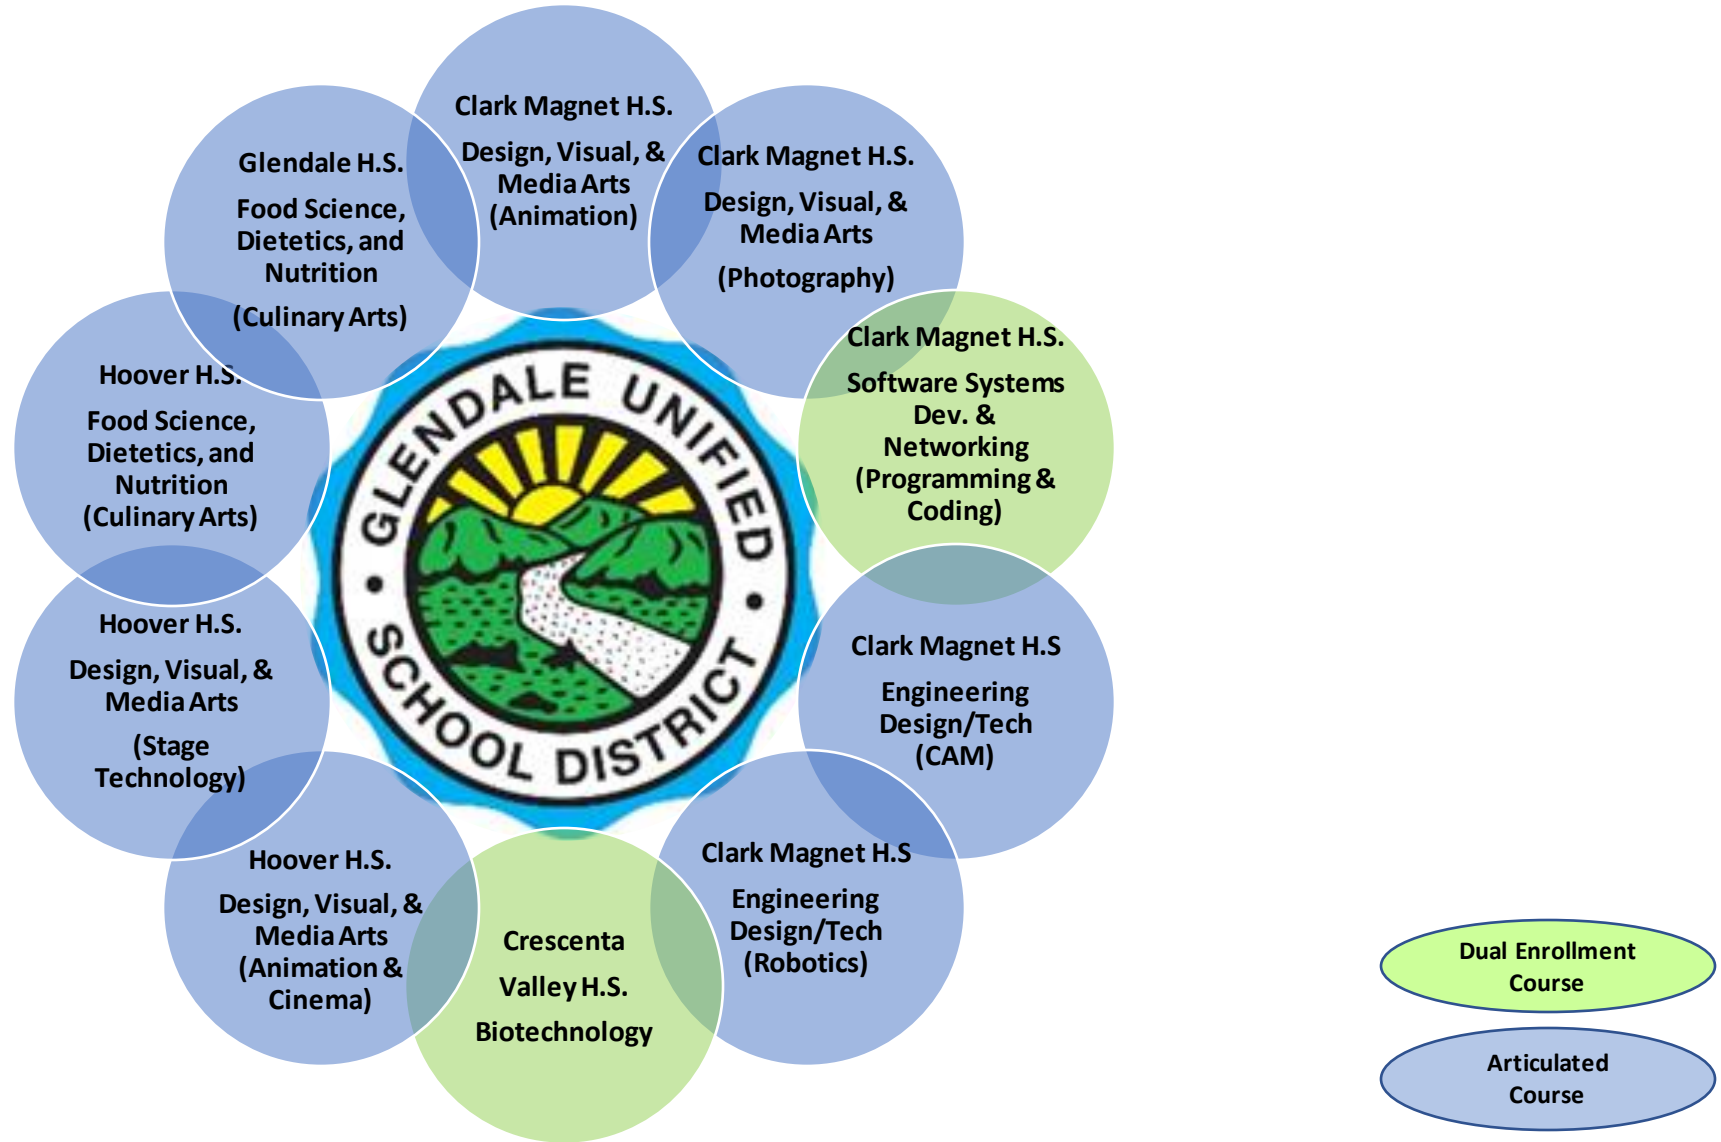 Clark Magnet H.S.
Design, Visual, &
Media Arts
(Animation)
Clark Magnet H.S.
Design, Visual, &
Media Arts
(Photography)
Clark Magnet H.S.
Software Systems
Dev. &
Networking
(Programming &
Coding)
Clark Magnet H.S
Engineering
Design/Tech
(CAM)
Clark Magnet H.S
Engineering
Design/Tech
(Robotics)
Crescenta
Valley H.S.
Biotechnology
Hoover H.S.
Design, Visual, &
Media Arts
(Animation &
Cinema)
Hoover H.S.
Design, Visual, &
Media Arts
(Stage
Technology)
Hoover H.S.
Food Science,
Dietetics, and
Nutrition
(Culinary Arts)
Glendale H.S.
Food Science,
Dietetics, and
Nutrition
(Culinary Arts)
GLENDALE UNIFIED
• SCHOOL DISTRICT •
Dual Enrollment
Course
Articulated
Course